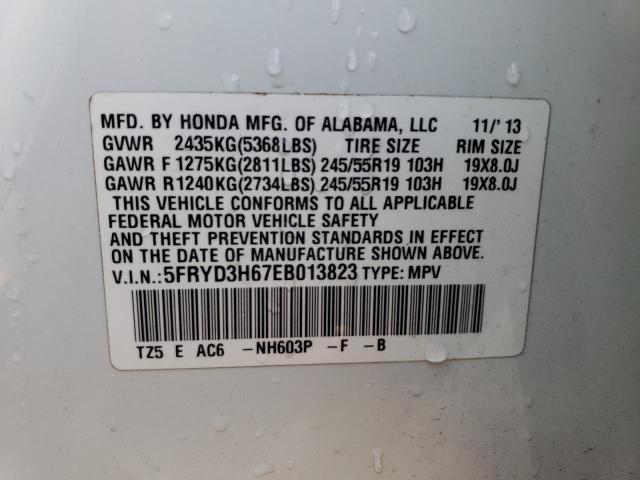 MFD. BY HONDA MFG. OF ALABAMA, LLC 11/'13
GVWR 2435KG(5368LBS) TIRE SIZE RIM SIZE
GAWR F 1275KG(2811LBS) 245/55R19 103H 19X8.0J
GAWR R 1240KG(2734LBS) 245/55R19 103H 19X8.0J
THIS VEHICLE CONFORMS TO ALL APPLICABLE
FEDERAL MOTOR VEHICLE SAFETY
AND THEFT PREVENTION STANDARDS IN EFFECT
ON THE DATE OF MANUFACTURE SHOWN ABOVE.
V.I.N.: 5FRYD3H67EB013823 TYPE: MPV
TZ5 E AC6 -NH603P -F -B